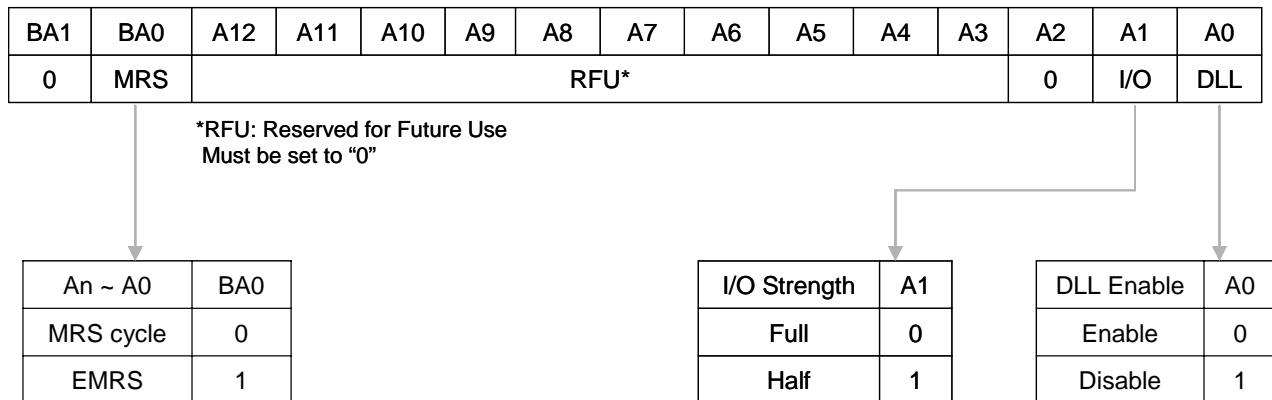 BA1 BA0 A12 A11 A10 A9 A8 A7 A6 A5 A4 A3 A2 A1 A0
0 MRS RFU* 0 I/O DLL
*RFU: Reserved for Future Use
Must be set to “0”
An ~ A0 BA0
MRS cycle 0
EMRS 1
I/O Strength A1
Full 0
Half 1
DLL Enable A0
Enable 0
Disable 1